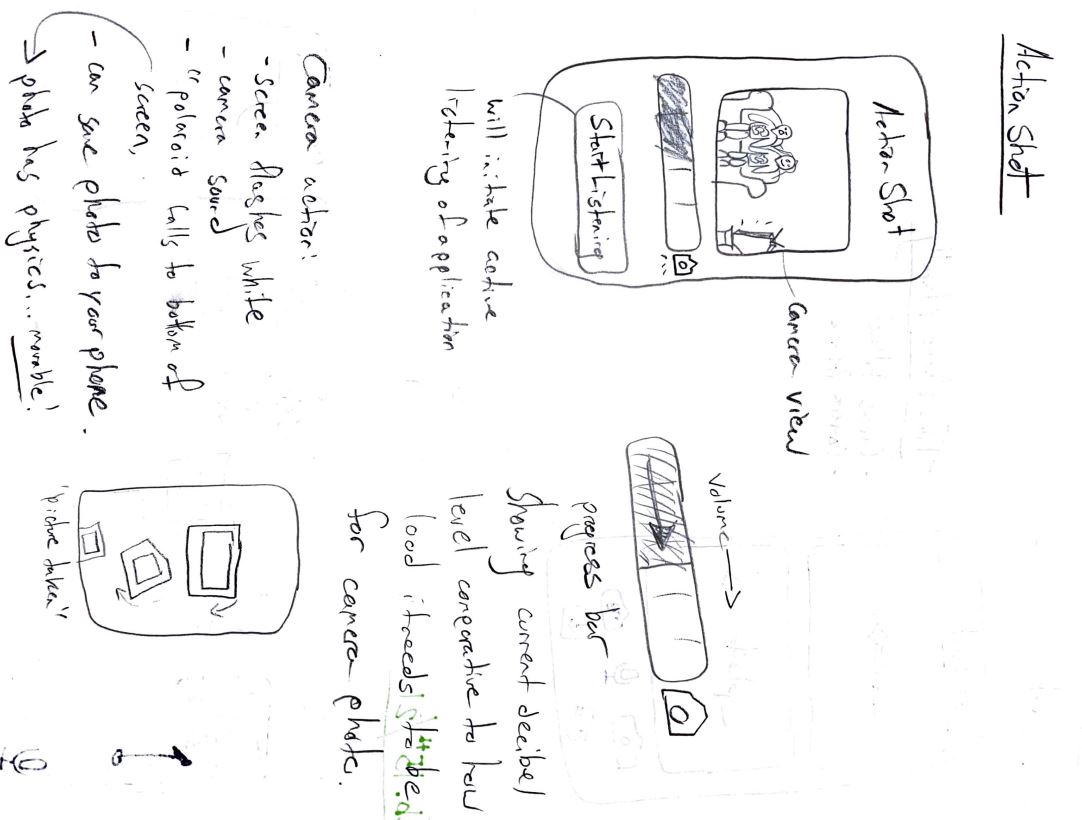 Action Shot
Action Shot
Camera view
Start Listening
will initiate active
listening of application
Volume
progress bar
Showing current decibel
level comparative to how
loud it needs to be
for camera photo.
Camera action:
- screen flashes white
- camera sound
- "polaroid falls to bottom of
screen,
- can save photo to your phone.
photo has physics... movable!
"picture taken"